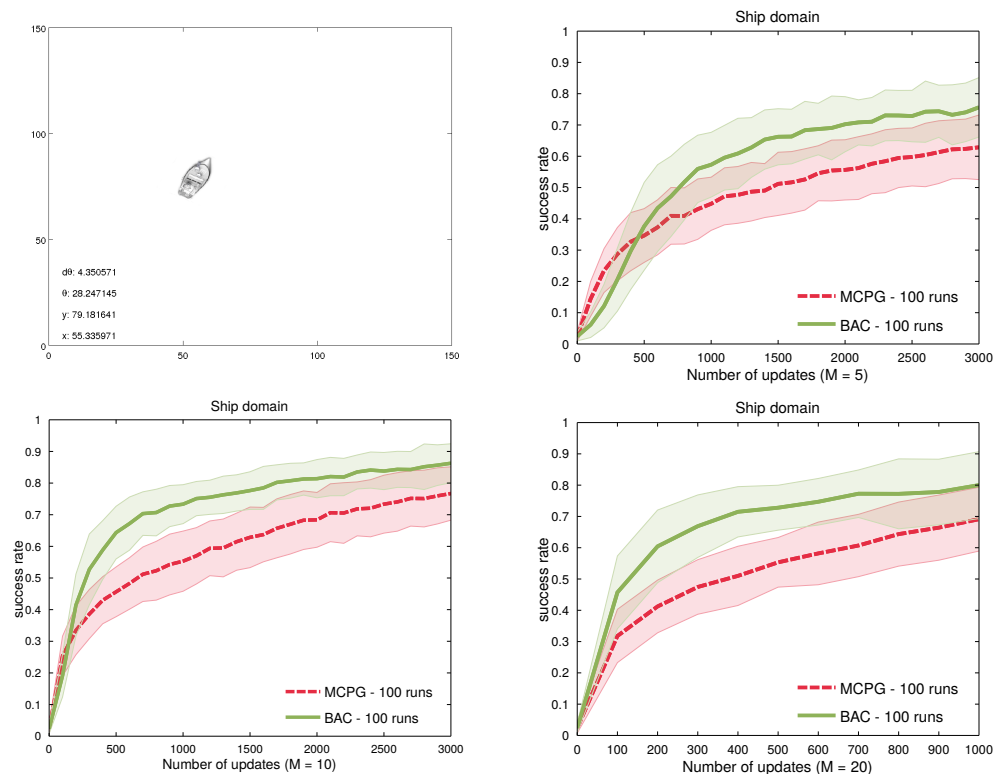 150
100
50
0
dθ: 4.350571
θ: 28.247145
y: 79.181641
x: 55.335971
0 50 100 150
Ship domain
1
0.9
0.8
0.7
0.6
0.5
0.4
0.3
0.2
0.1
0
success rate
MCPG - 100 runs
BAC - 100 runs
500 1000 1500 2000 2500 3000
Number of updates (M = 5)
Ship domain
1
0.9
0.8
0.7
0.6
0.5
0.4
0.3
0.2
0.1
0
success rate
MCPG - 100 runs
BAC - 100 runs
0 500 1000 1500 2000 2500 3000
Number of updates (M = 10)
Ship domain
1
0.9
0.8
0.7
0.6
0.5
0.4
0.3
0.2
0.1
0
success rate
MCPG - 100 runs
BAC - 100 runs
0 100 200 300 400 500 600 700 800 900 1000
Number of updates (M = 20)